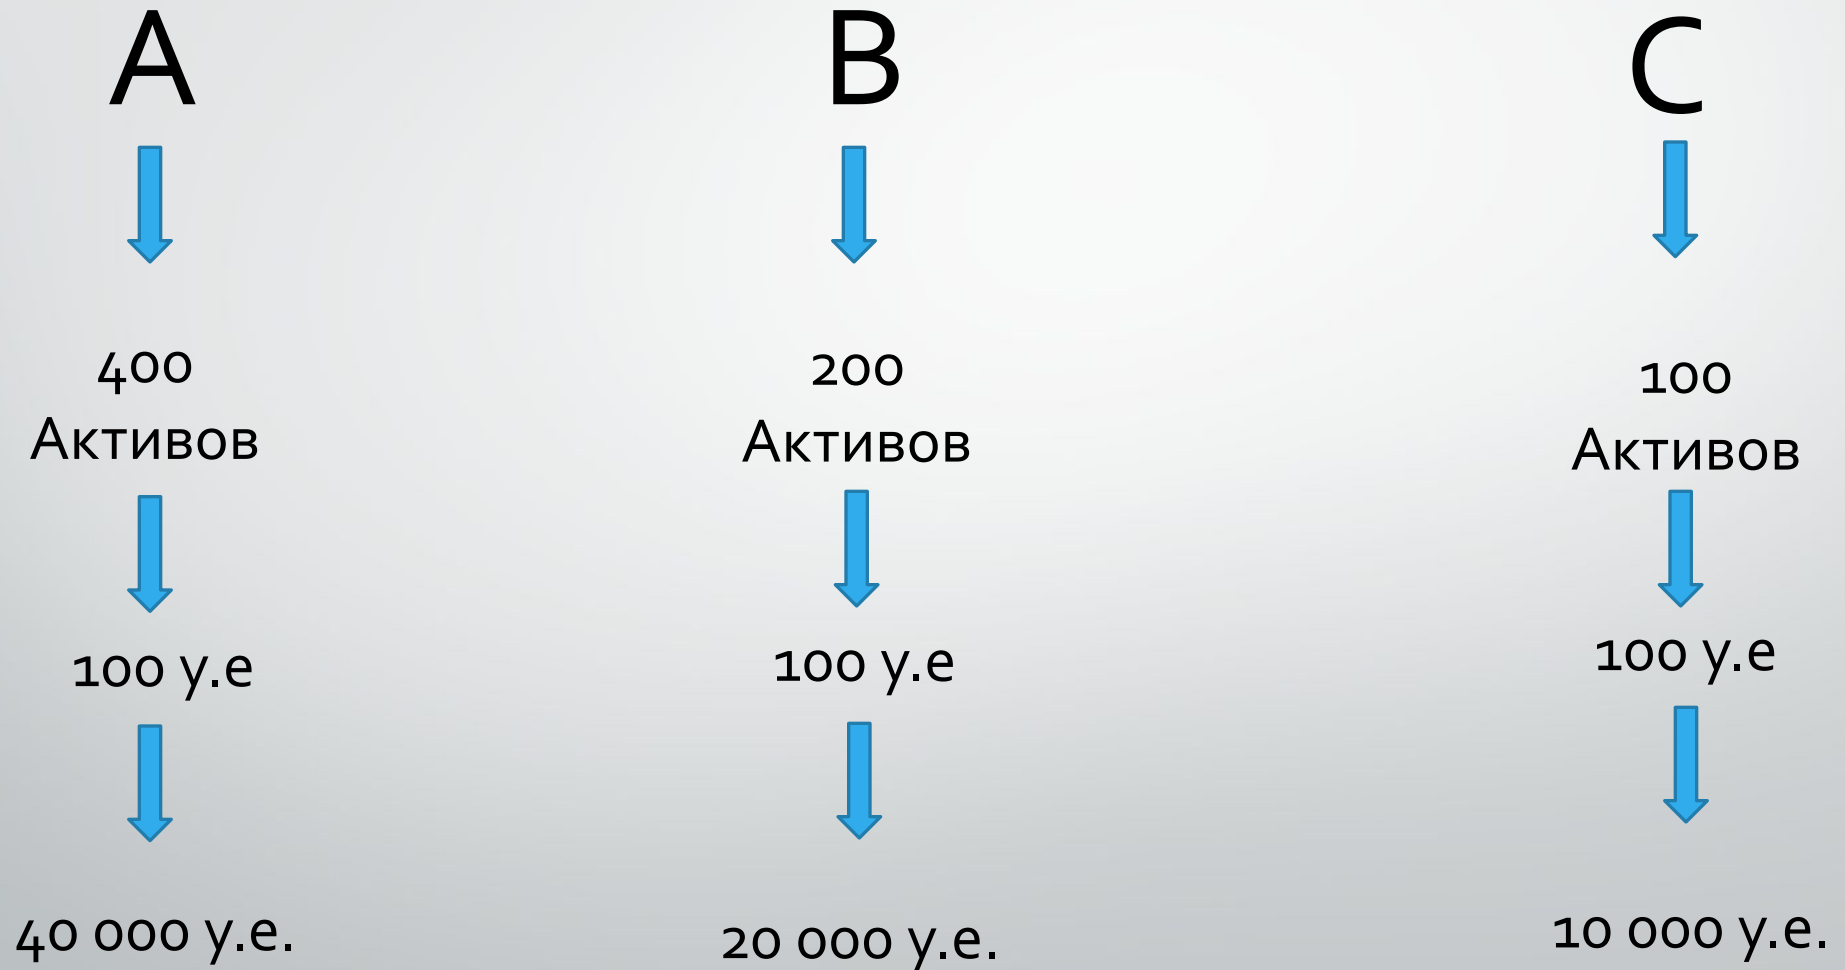 A
B
C
400
Активов
200
Активов
100
Активов
100 у.е
100 у.е
100 у.е
40 000 у.е.
20 000 у.е.
10 000 у.е.